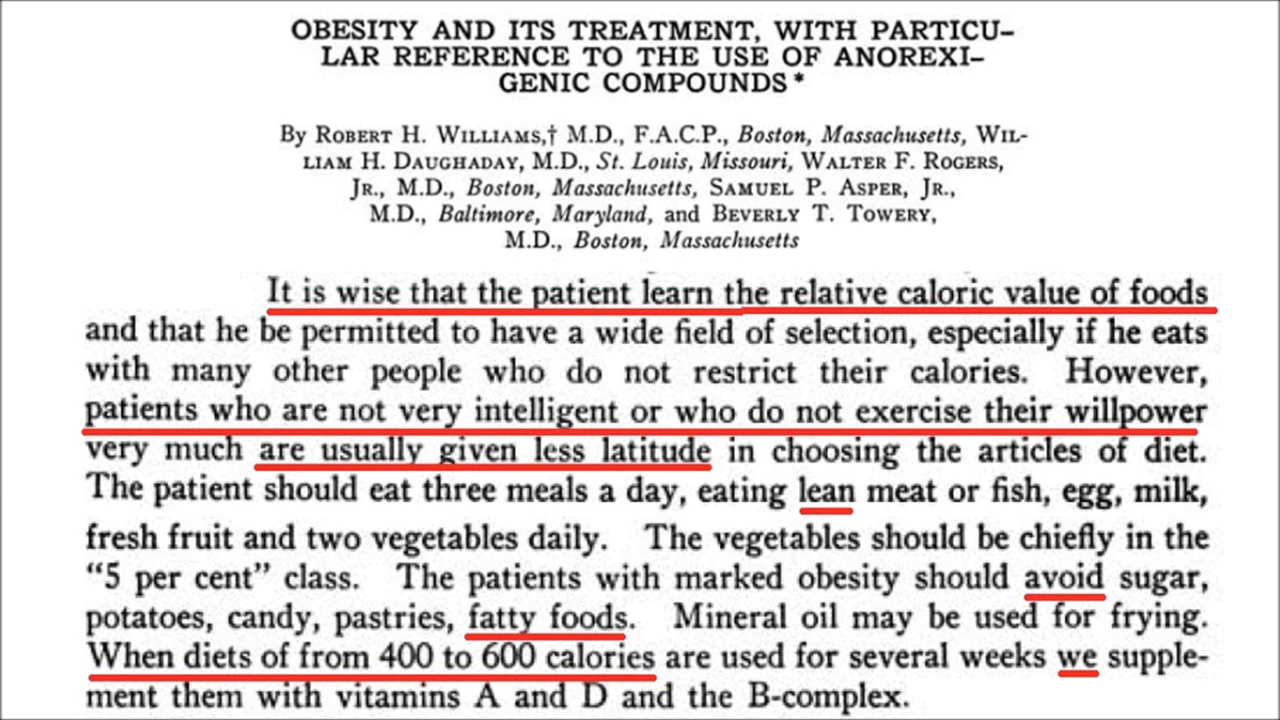 OBESITY AND ITS TREATMENT, WITH PARTICU-
LAR REFERENCE TO THE USE OF ANOREXI-
GENIC COMPOUNDS*
By ROBERT H. WILLIAMS,† M.D., F.A.C.P., Boston, Massachusetts, WIL-
LIAM H. DAUGHADAY, M.D., St. Louis, Missouri, WALTER F. ROGERS,
JR., M.D., Boston, Massachusetts, SAMUEL P. ASPER, JR.,
M.D., Baltimore, Maryland, and BEVERLY T. TOWERY,
M.D., Boston, Massachusetts
It is wise that the patient learn the relative caloric value of foods
and that he be permitted to have a wide field of selection, especially if he eats
with many other people who do not restrict their calories. However,
patients who are not very intelligent or who do not exercise their willpower
very much are usually given less latitude in choosing the articles of diet.
The patient should eat three meals a day, eating lean meat or fish, egg, milk,
fresh fruit and two vegetables daily. The vegetables should be chiefly in the
“5 per cent” class. The patients with marked obesity should avoid sugar,
potatoes, candy, pastries, fatty foods. Mineral oil may be used for frying.
When diets of from 400 to 600 calories are used for several weeks we supple-
ment them with vitamins A and D and the B-complex.